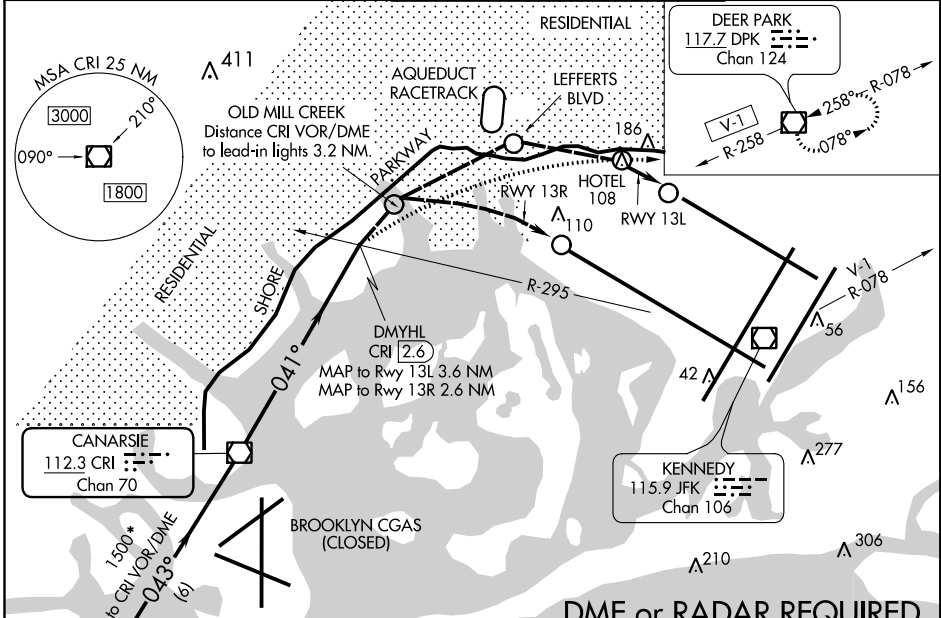 MSA CRI 25 NM
3000
210°
090°
1800
411
RESIDENTIAL
DEER PARK
117.7 DPK
Chan 124
V-1
R-258
258°
R-078
078°
AQUEDUCT
RACETRACK
LEFFERTS
BLVD
OLD MILL CREEK
Distance CRI VOR/DME
to lead-in lights 3.2 NM.
186
PARKWAY
HOTEL
108
RWY 13R
RWY 13L
110
RESIDENTIAL
SHORE
R-295
V-1
R-078
DMYHL
CRI 2.6
MAP to Rwy 13L 3.6 NM
MAP to Rwy 13R 2.6 NM
041°
56
42
156
CANARSIE
112.3 CRI
Chan 70
277
KENNEDY
115.9 JFK
Chan 106
BROOKLYN CGAS
(CLOSED)
1500*
to CRI VOR/DME
043°
(6)
210
306
DME or RADAR REQUIRED